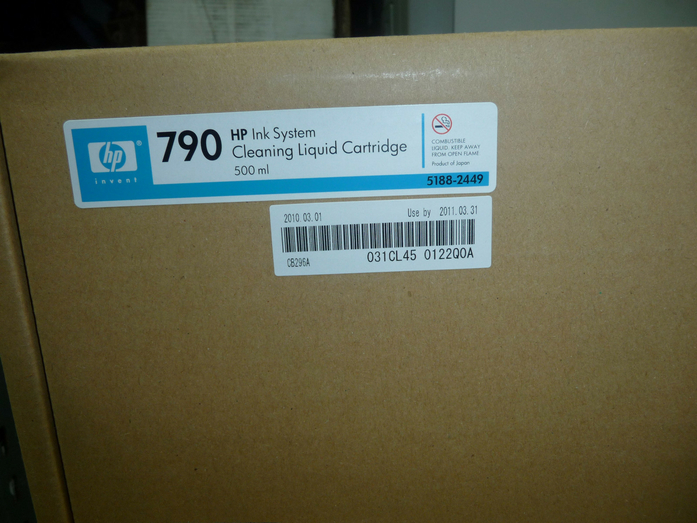 hp®
invent
790 HP Ink System
Cleaning Liquid Cartridge
500 ml
COMBUSTIBLE
LIQUID. KEEP AWAY
FROM OPEN FLAME
Product of Japan
5188-2449
2010.03.01 Use by 2011.03.31
CB296A 031CL45 0122Q0A